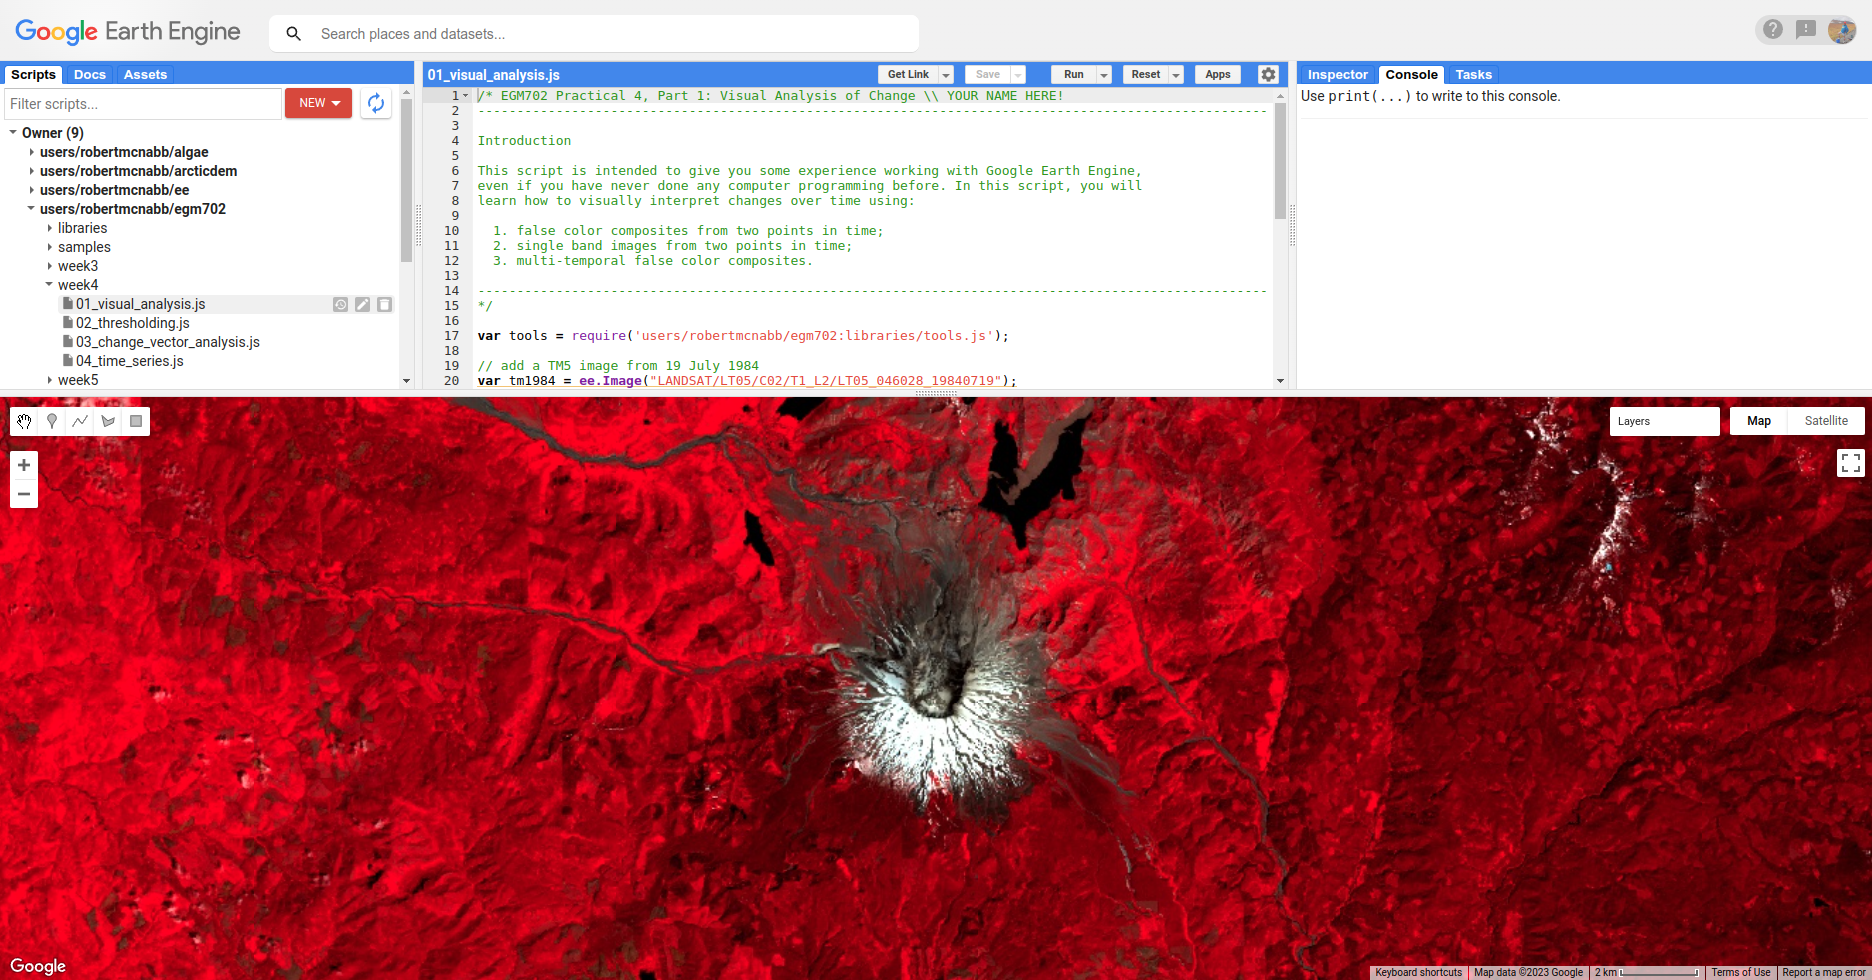 Google Earth Engine
Search places and datasets...
Scripts Docs Assets
Filter scripts...
NEW
Owner (9)
users/robertmcnabb/algae
users/robertmcnabb/arcticdem
users/robertmcnabb/ee
users/robertmcnabb/egm702
libraries
samples
week3
week4
01_visual_analysis.js
02_thresholding.js
03_change_vector_analysis.js
04_time_series.js
week5
01_visual_analysis.js
Get Link Save Run Reset Apps
1 /* EGM702 Practical 4, Part 1: Visual Analysis of Change \\ YOUR NAME HERE!
2 -----------------------------------------------------------------------------------------------------
3
4 Introduction
5
6 This script is intended to give you some experience working with Google Earth Engine,
7 even if you have never done any computer programming before. In this script, you will
8 learn how to visually interpret changes over time using:
9
10 1. false color composites from two points in time;
11 2. single band images from two points in time;
12 3. multi-temporal false color composites.
13
14 -----------------------------------------------------------------------------------------------------
15 */
16
17 var tools = require('users/robertmcnabb/egm702:libraries/tools.js');
18
19 // add a TM5 image from 19 July 1984
20 var tm1984 = ee.Image("LANDSAT/LT05/C02/T1_L2/LT05_046028_19840719");
Inspector Console Tasks
Use print(...) to write to this console.
Layers
Map Satellite
Google
Keyboard shortcuts Map data ©2023 Google 2 km Terms of Use Report a map error